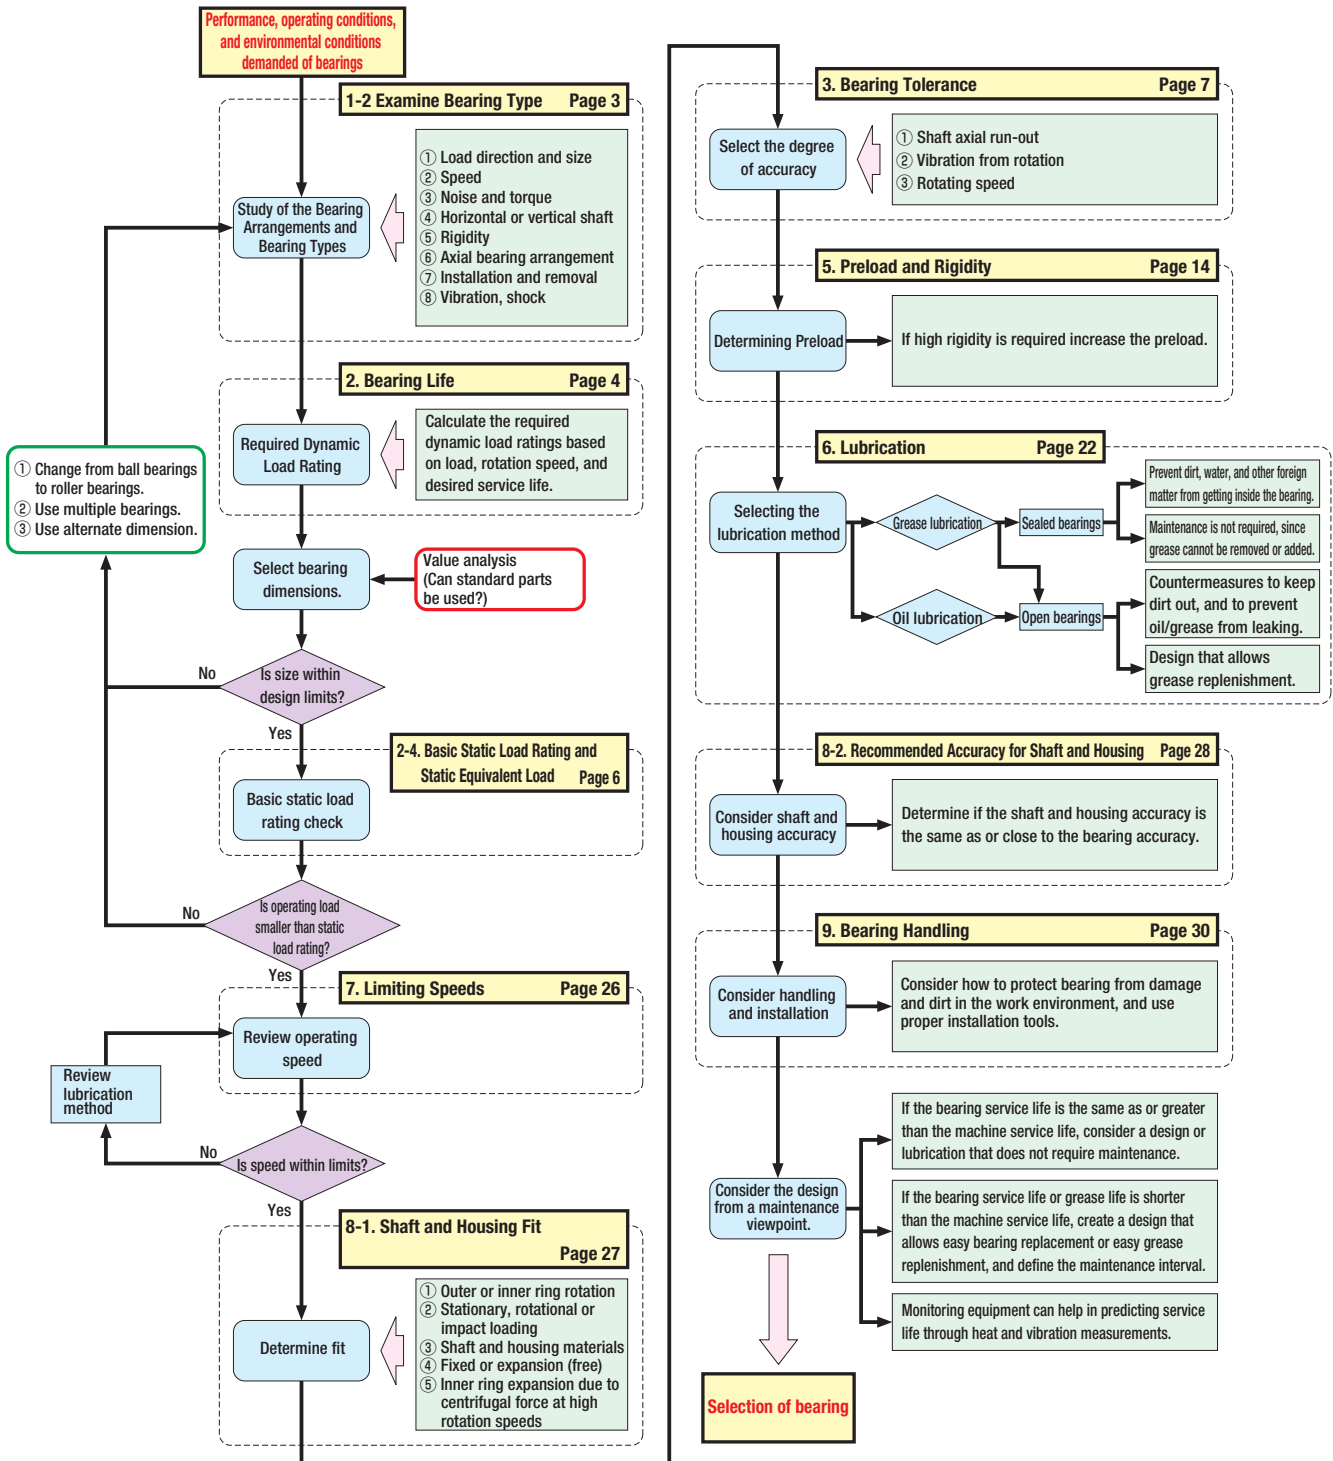 Performance, operating conditions,
and environmental conditions
demanded of bearings
1-2 Examine Bearing Type Page 3
Study of the Bearing
Arrangements and
Bearing Types
① Load direction and size
② Speed
③ Noise and torque
④ Horizontal or vertical shaft
⑤ Rigidity
⑥ Axial bearing arrangement
⑦ Installation and removal
⑧ Vibration, shock
2. Bearing Life Page 4
Required Dynamic
Load Rating
Calculate the required
dynamic load ratings based
on load, rotation speed, and
desired service life.
① Change from ball bearings
to roller bearings.
② Use multiple bearings.
③ Use alternate dimension.
Select bearing
dimensions.
Value analysis
(Can standard parts
be used?)
No
Is size within
design limits?
Yes
2-4. Basic Static Load Rating and
Static Equivalent Load Page 6
Basic static load
rating check
No
Is operating load
smaller than static
load rating?
Yes
7. Limiting Speeds Page 26
Review operating
speed
Review
lubrication
method
No
Is speed within limits?
Yes
8-1. Shaft and Housing Fit
Page 27
Determine fit
① Outer or inner ring rotation
② Stationary, rotational or
impact loading
③ Shaft and housing materials
④ Fixed or expansion (free)
⑤ Inner ring expansion due to
centrifugal force at high
rotation speeds
3. Bearing Tolerance Page 7
Select the degree
of accuracy
① Shaft axial run-out
② Vibration from rotation
③ Rotating speed
5. Preload and Rigidity Page 14
Determining Preload
If high rigidity is required increase the preload.
6. Lubrication Page 22
Selecting the
lubrication method
Grease lubrication
Sealed bearings
Prevent dirt, water, and other foreign
matter from getting inside the bearing.
Maintenance is not required, since
grease cannot be removed or added.
Oil lubrication
Open bearings
Countermeasures to keep
dirt out, and to prevent
oil/grease from leaking.
Design that allows
grease replenishment.
8-2. Recommended Accuracy for Shaft and Housing Page 28
Consider shaft and
housing accuracy
Determine if the shaft and housing accuracy is
the same as or close to the bearing accuracy.
9. Bearing Handling Page 30
Consider handling
and installation
Consider how to protect bearing from damage
and dirt in the work environment, and use
proper installation tools.
Consider the design
from a maintenance
viewpoint.
If the bearing service life is the same as or greater
than the machine service life, consider a design or
lubrication that does not require maintenance.
If the bearing service life or grease life is shorter
than the machine service life, create a design that
allows easy bearing replacement or easy grease
replenishment, and define the maintenance interval.
Monitoring equipment can help in predicting service
life through heat and vibration measurements.
Selection of bearing